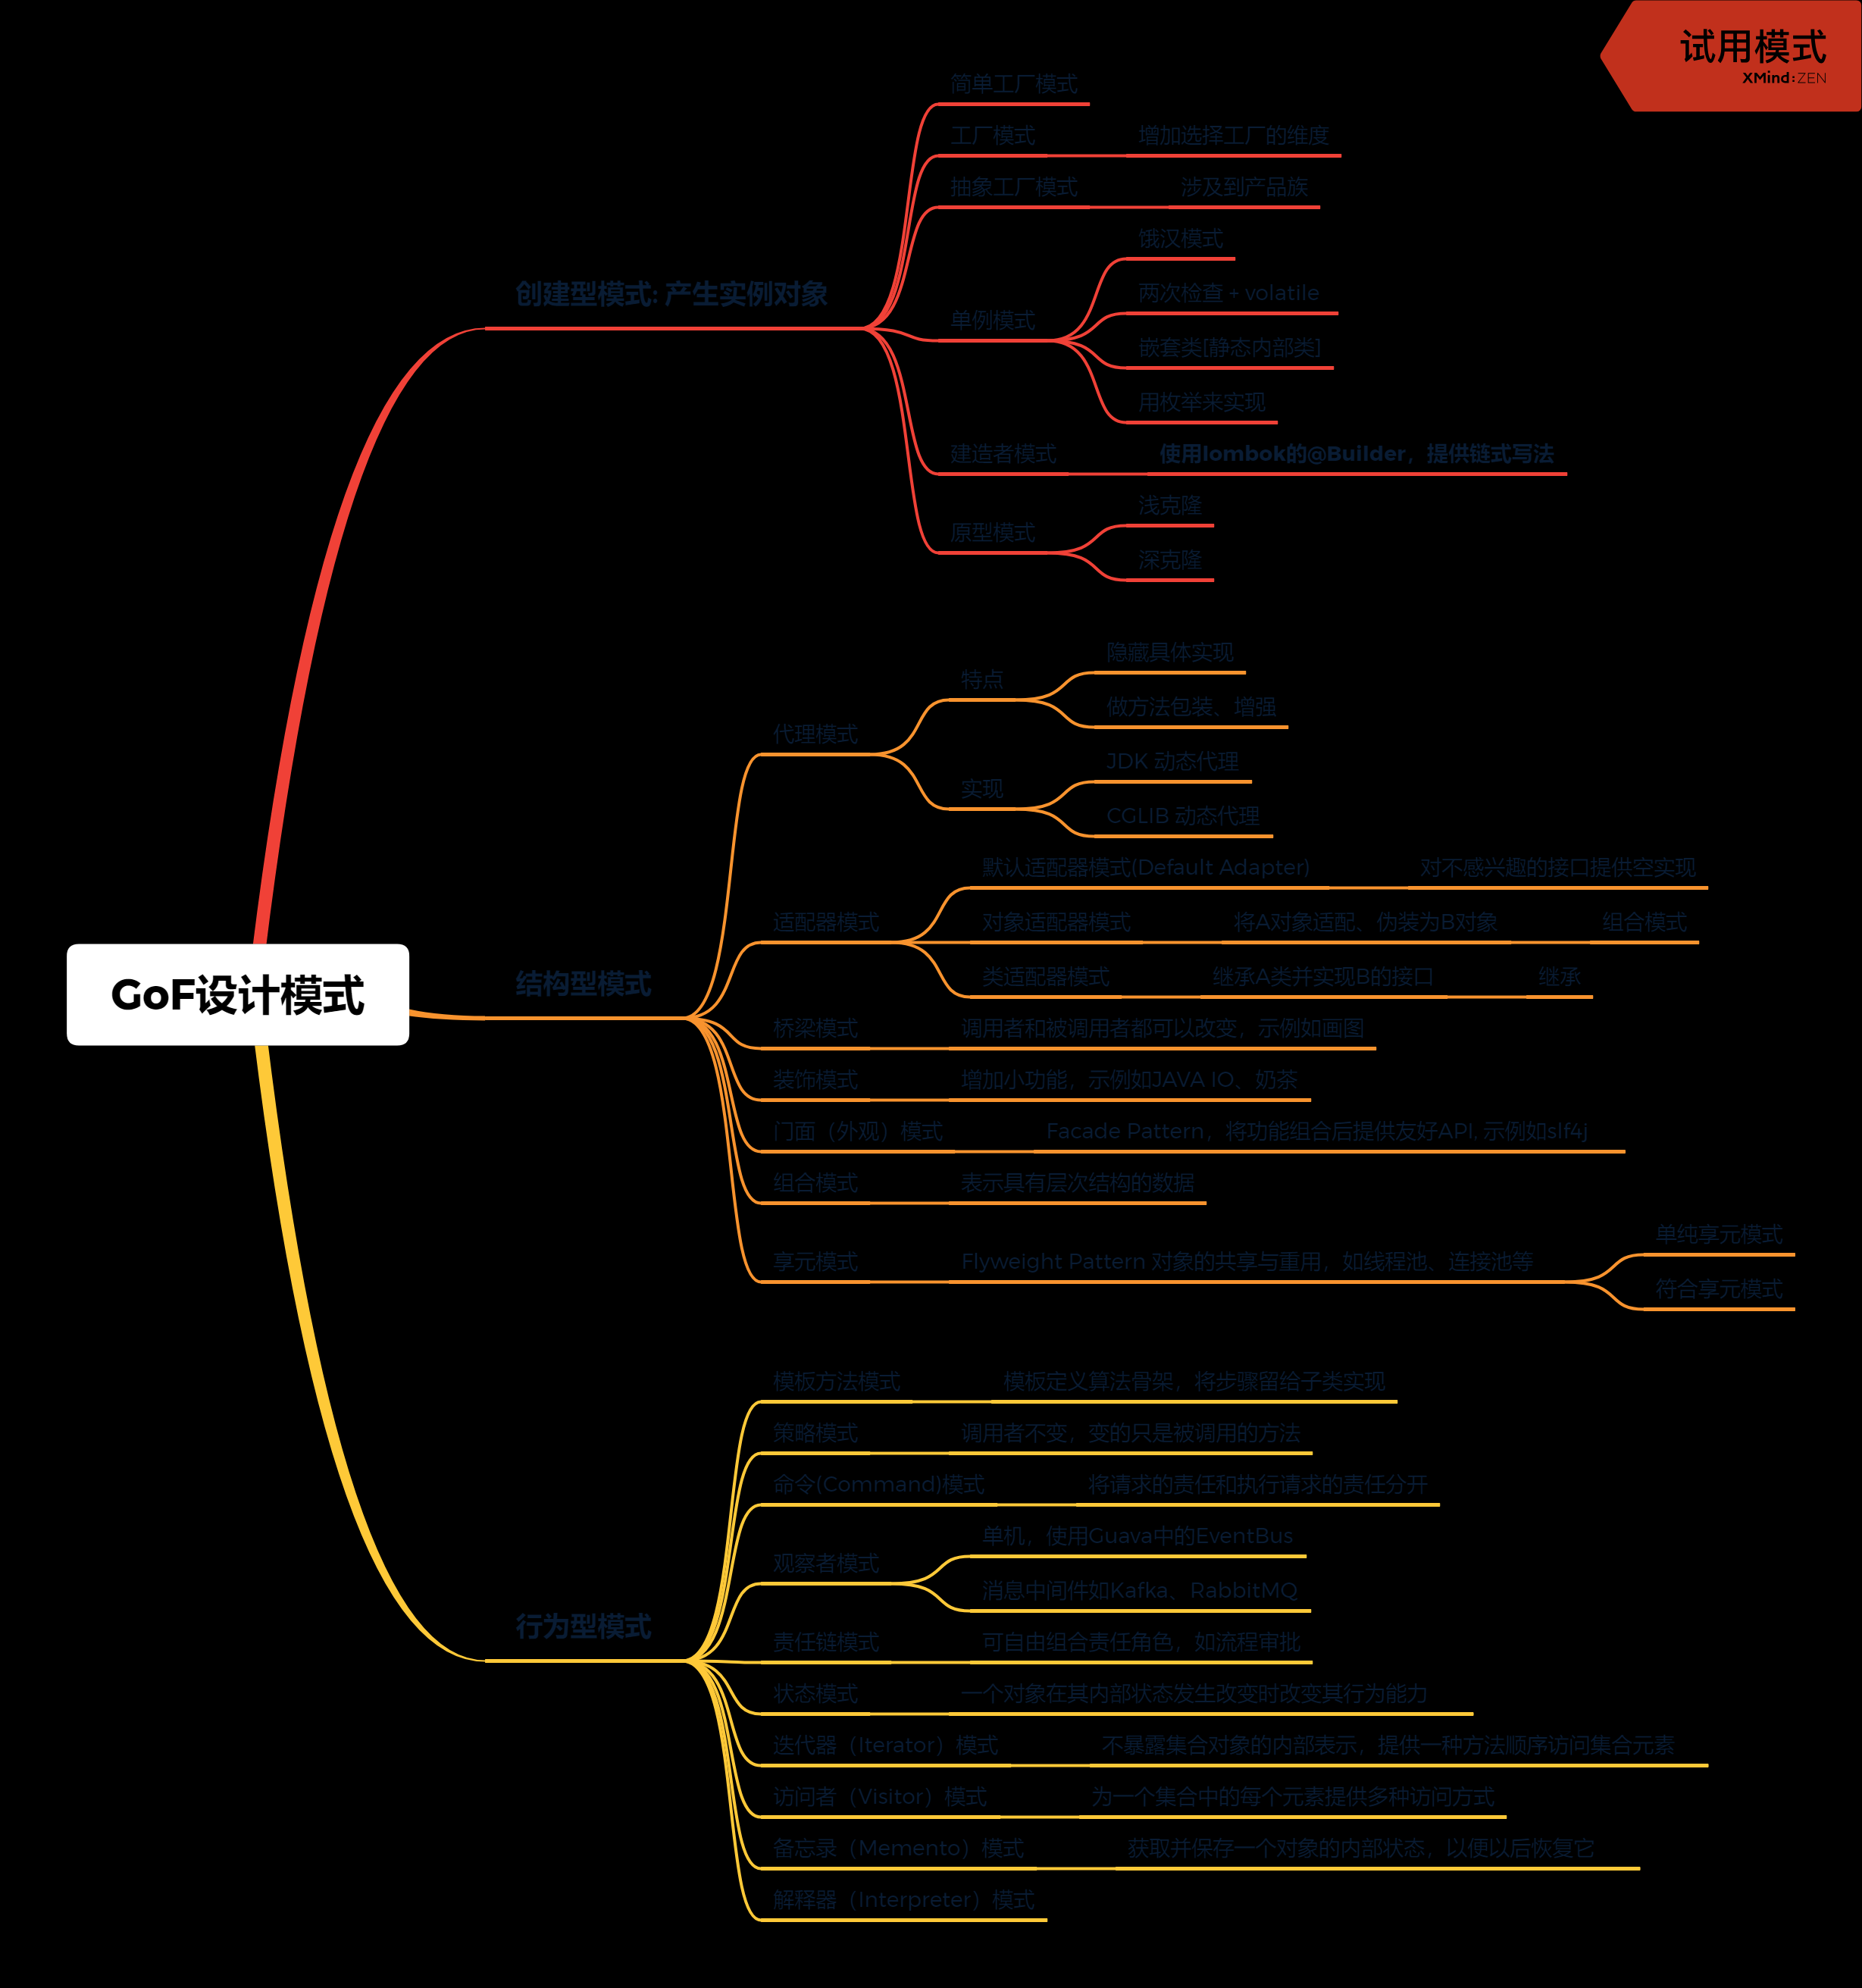 试用模式
XMind:ZEN
GoF设计模式
创建型模式: 产生实例对象
简单工厂模式
工厂模式
增加选择工厂的维度
抽象工厂模式
涉及到产品族
单例模式
饿汉模式
两次检查 + volatile
嵌套类[静态内部类]
用枚举来实现
建造者模式
使用lombok的@Builder，提供链式写法
原型模式
浅克隆
深克隆
结构型模式
代理模式
特点
隐藏具体实现
做方法包装、增强
实现
JDK 动态代理
CGLIB 动态代理
适配器模式
默认适配器模式(Default Adapter)
对不感兴趣的接口提供空实现
对象适配器模式
将A对象适配、伪装为B对象
组合模式
类适配器模式
继承A类并实现B的接口
继承
桥梁模式
调用者和被调用者都可以改变，示例如画图
装饰模式
增加小功能，示例如JAVA IO、奶茶
门面（外观）模式
Facade Pattern，将功能组合后提供友好API, 示例如slf4j
组合模式
表示具有层次结构的数据
享元模式
Flyweight Pattern 对象的共享与重用，如线程池、连接池等
单纯享元模式
符合享元模式
行为型模式
模板方法模式
模板定义算法骨架，将步骤留给子类实现
策略模式
调用者不变，变的只是被调用的方法
命令(Command)模式
将请求的责任和执行请求的责任分开
观察者模式
单机，使用Guava中的EventBus
消息中间件如Kafka、RabbitMQ
责任链模式
可自由组合责任角色，如流程审批
状态模式
一个对象在其内部状态发生改变时改变其行为能力
迭代器（Iterator）模式
不暴露集合对象的内部表示，提供一种方法顺序访问集合元素
访问者（Visitor）模式
为一个集合中的每个元素提供多种访问方式
备忘录（Memento）模式
获取并保存一个对象的内部状态，以便以后恢复它
解释器（Interpreter）模式